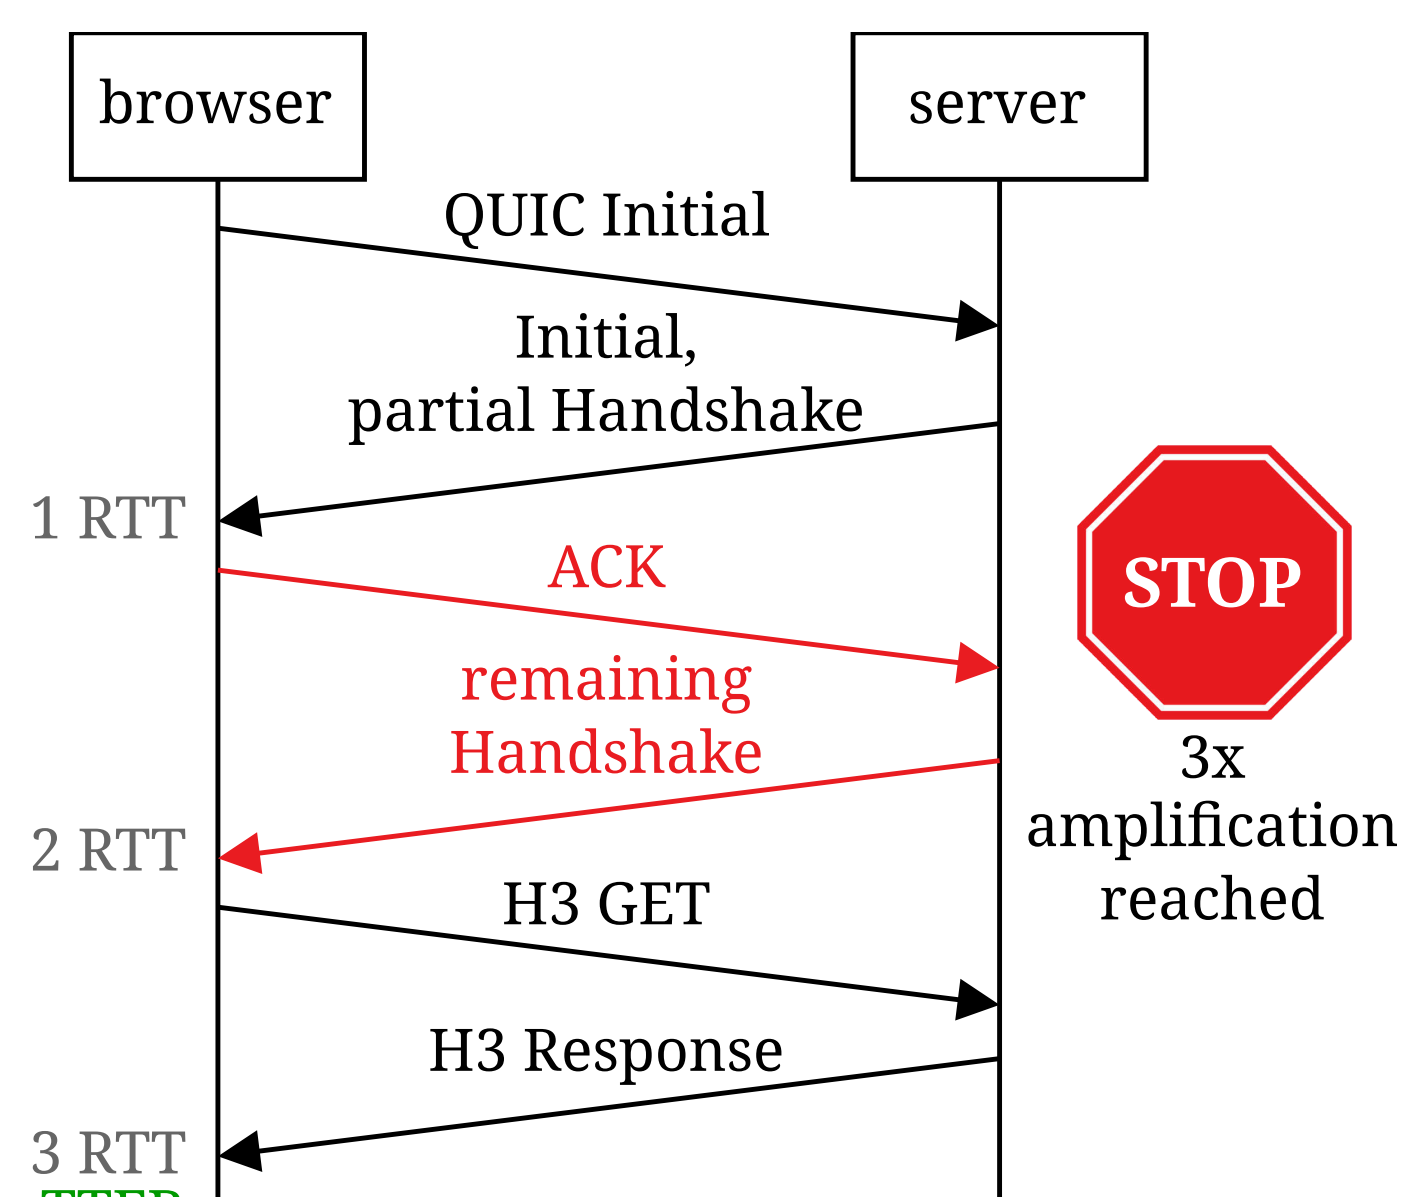 browser
server
QUIC Initial
Initial,
partial Handshake
1 RTT
ACK
STOP
remaining
Handshake
3x
amplification
reached
2 RTT
H3 GET
H3 Response
3 RTT